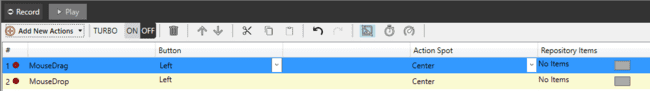 Record Play
Add New Actions TURBO ON OFF
# Button Action Spot Repository Items
1 MouseDrag Left Center No Items
2 MouseDrop Left Center No Items